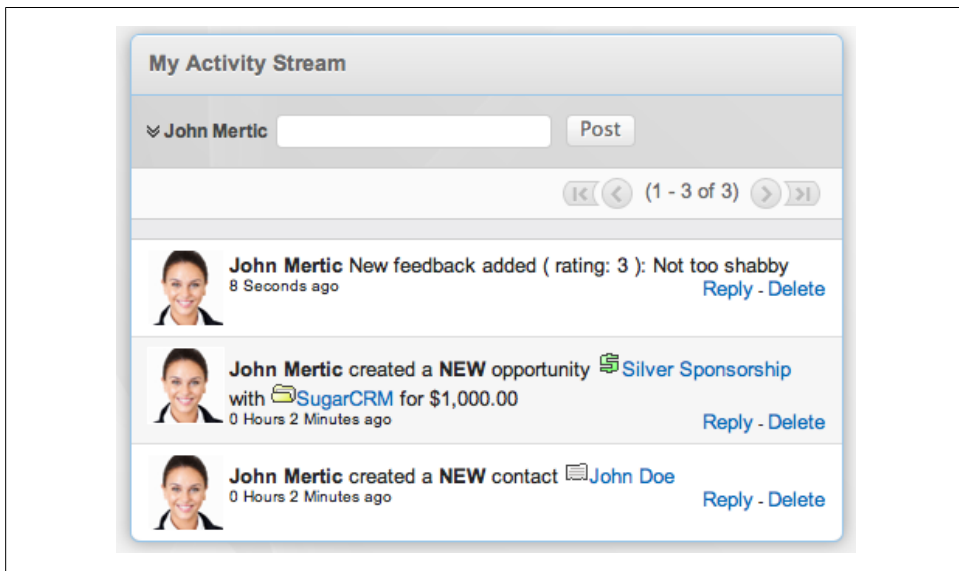 My Activity Stream
John Mertic Post
(1 - 3 of 3)
John Mertic New feedback added ( rating: 3 ): Not too shabby
8 Seconds ago Reply - Delete
John Mertic created a NEW opportunity Silver Sponsorship
with SugarCRM for $1,000.00
0 Hours 2 Minutes ago Reply - Delete
John Mertic created a NEW contact John Doe
0 Hours 2 Minutes ago Reply - Delete